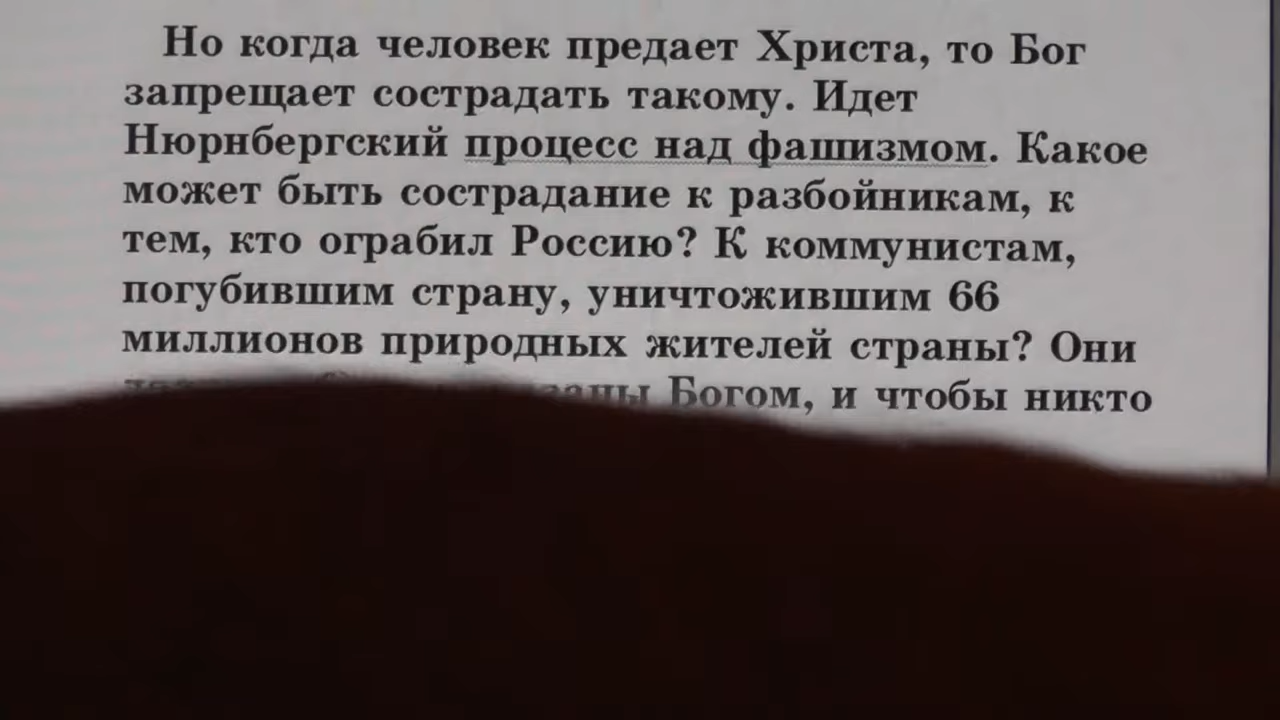 Но когда человек предает Христа, то Бог
запрещает сострадать такому. Идет
Нюрнбергский процесс над фашизмом. Какое
может быть сострадание к разбойникам, к
тем, кто ограбил Россию? К коммунистам,
погубившим страну, уничтожившим 66
миллионов природных жителей страны? Они
Богом, и чтобы никто